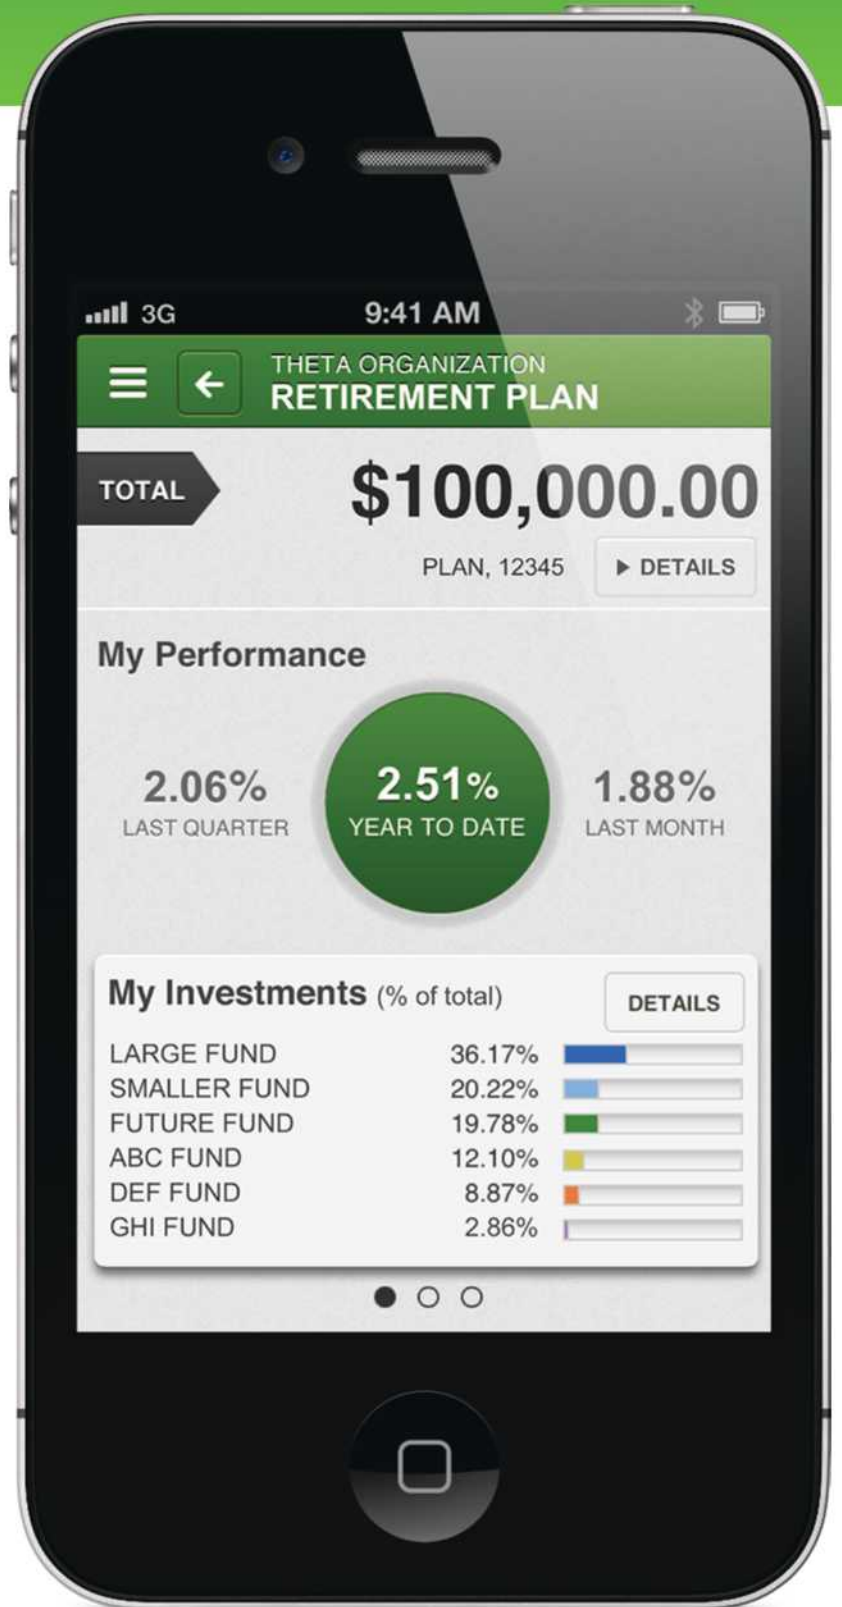 3G 9:41 AM
THETA ORGANIZATION
RETIREMENT PLAN
TOTAL $100,000.00
PLAN, 12345 DETAILS
My Performance
2.06% 2.51% 1.88%
LAST QUARTER YEAR TO DATE LAST MONTH
My Investments (% of total) DETAILS
LARGE FUND 36.17%
SMALLER FUND 20.22%
FUTURE FUND 19.78%
ABC FUND 12.10%
DEF FUND 8.87%
GHI FUND 2.86%